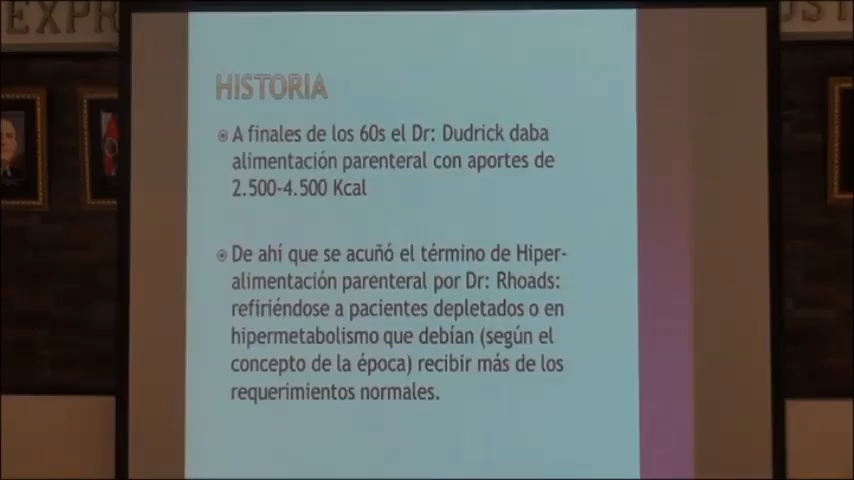 EXPR
HISTORIA
A finales de los 60s el Dr: Dudrick daba
alimentación parenteral con aportes de
2.500-4.500 Kcal
De ahí que se acuñó el término de Hiper-
alimentación parenteral por Dr: Rhoads:
refiriéndose a pacientes depletados o en
hipermetabolismo que debían (según el
concepto de la época) recibir más de los
requerimientos normales.